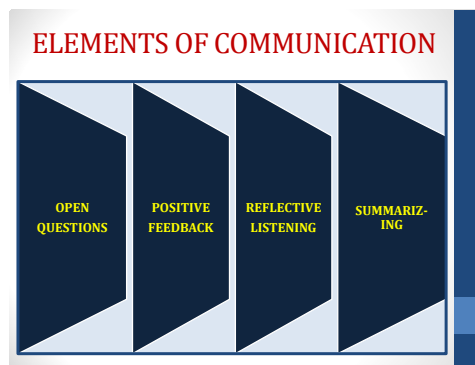 ELEMENTS OF COMMUNICATION
OPEN
QUESTIONS
POSITIVE
FEEDBACK
REFLECTIVE
LISTENING
SUMMARIZ-
ING